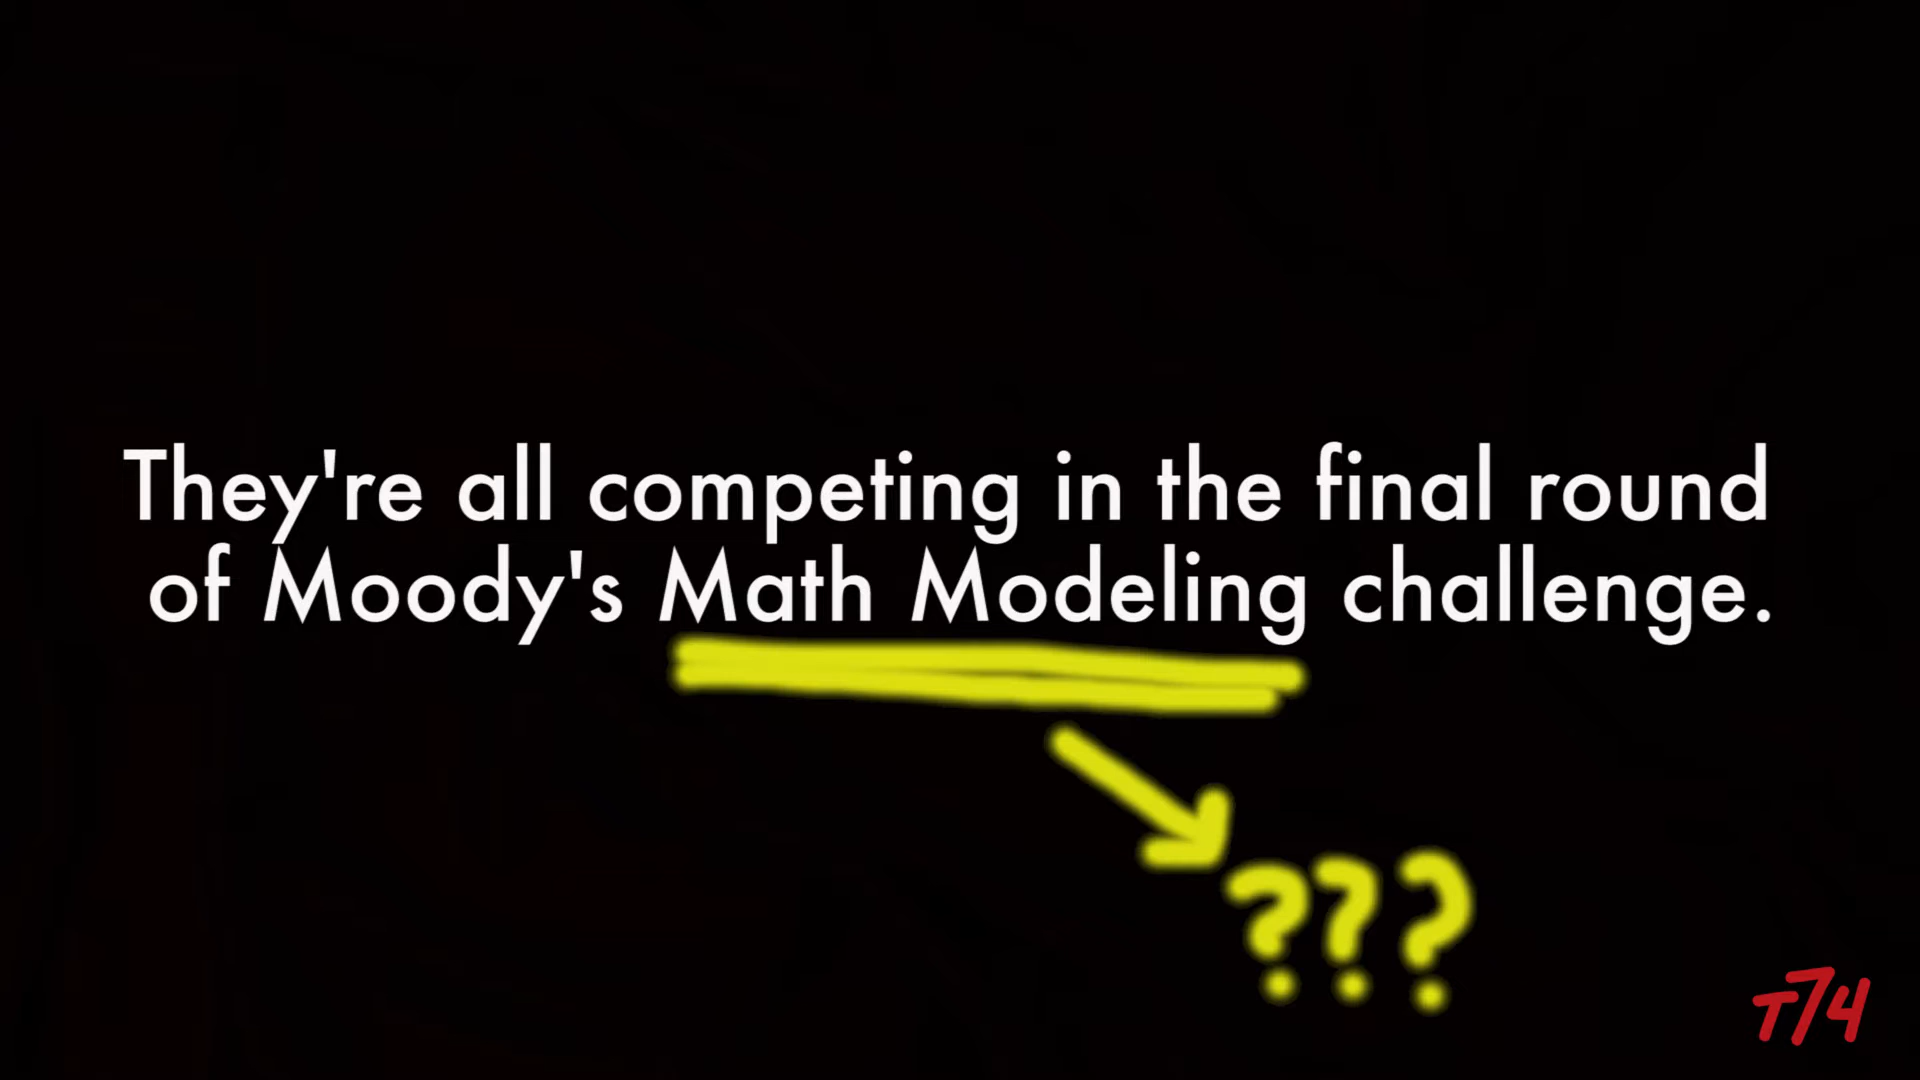 They're all competing in the final round
of Moody's Math Modeling challenge.
???
T74